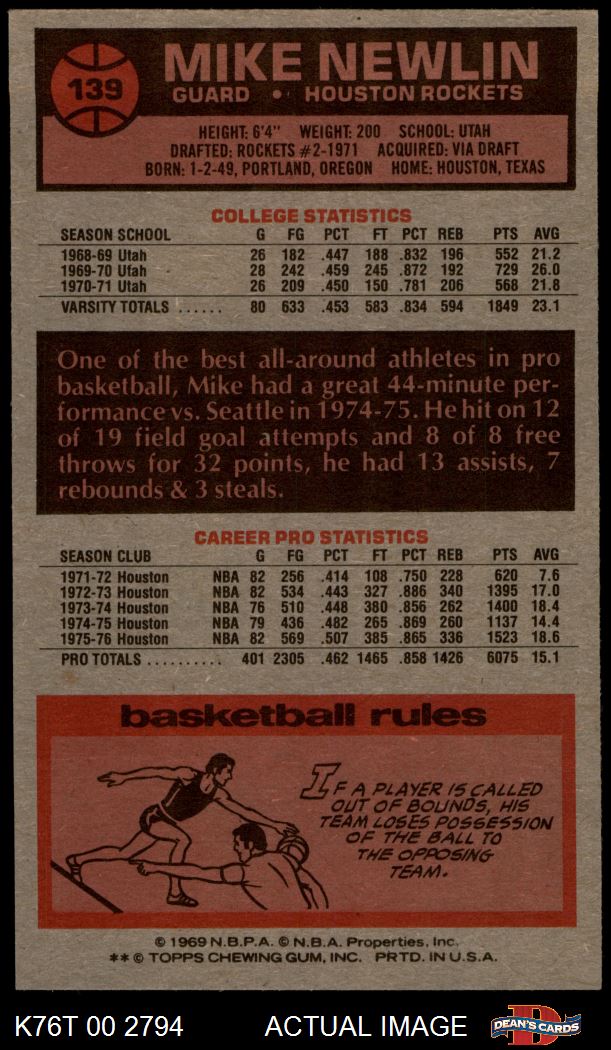 139
MIKE NEWLIN
GUARD • HOUSTON ROCKETS
HEIGHT: 6'4" WEIGHT: 200 SCHOOL: UTAH
DRAFTED: ROCKETS #2-1971 ACQUIRED: VIA DRAFT
BORN: 1-2-49, PORTLAND, OREGON HOME: HOUSTON, TEXAS
COLLEGE STATISTICS
SEASON SCHOOL G FG PCT FT PCT REB PTS AVG
1968-69 Utah 26 182 .447 188 .832 196 552 21.2
1969-70 Utah 28 242 .459 245 .872 192 729 26.0
1970-71 Utah 26 209 .450 150 .781 206 568 21.8
VARSITY TOTALS ...... 80 633 .453 583 .834 594 1849 23.1
One of the best all-around athletes in pro
basketball, Mike had a great 44-minute per-
formance vs. Seattle in 1974-75. He hit on 12
of 19 field goal attempts and 8 of 8 free
throws for 32 points, he had 13 assists, 7
rebounds & 3 steals.
CAREER PRO STATISTICS
SEASON CLUB G FG PCT FT PCT REB PTS AVG
1971-72 Houston NBA 82 256 .414 108 .750 228 620 7.6
1972-73 Houston NBA 82 534 .443 327 .886 340 1395 17.0
1973-74 Houston NBA 76 510 .448 380 .856 262 1400 18.4
1974-75 Houston NBA 79 436 .482 265 .869 260 1137 14.4
1975-76 Houston NBA 82 569 .507 385 .865 336 1523 18.6
PRO TOTALS .......... 401 2305 .462 1465 .858 1426 6075 15.1
basketball rules
IF A PLAYER IS CALLED
OUT OF BOUNDS, HIS
TEAM LOSES POSSESSION
OF THE BALL TO
THE OPPOSING
TEAM.
© 1969 N.B.P.A. © N.B.A. Properties, Inc.
** © TOPPS CHEWING GUM, INC. PRTD. IN U.S.A.
K76T 00 2794 ACTUAL IMAGE D DEAN'S CARDS